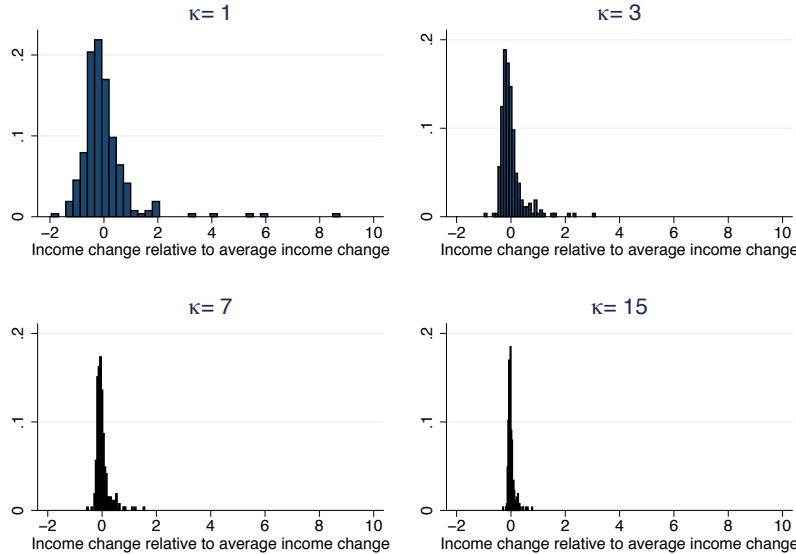 κ= 1
.2
.1
0
−2 0 2 4 6 8 10
Income change relative to average income change
κ= 3
.2
.1
0
−2 0 2 4 6 8 10
Income change relative to average income change
κ= 7
.2
.1
0
−2 0 2 4 6 8 10
Income change relative to average income change
κ= 15
.2
.1
0
−2 0 2 4 6 8 10
Income change relative to average income change